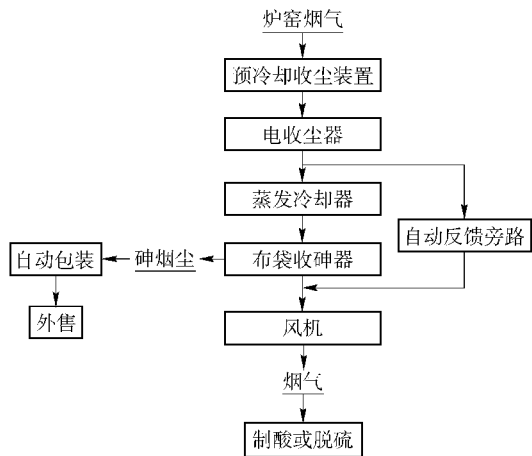 炉窑烟气
预冷却收尘装置
电收尘器
蒸发冷却器
自动反馈旁路
自动包装
砷烟尘
布袋收砷器
外售
风机
烟气
制酸或脱硫